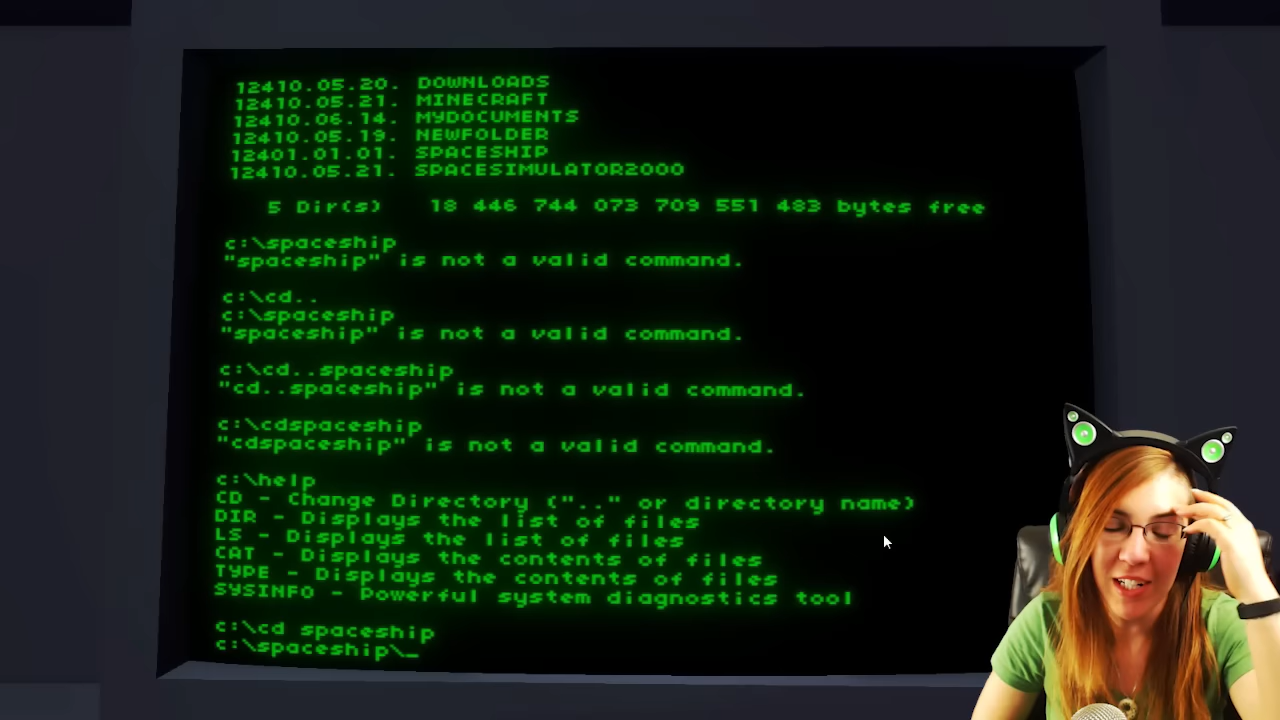 12410.05.20. DOWNLOADS
12410.05.21. MINECRAFT
12410.06.14. MYDOCUMENTS
12410.05.19. NEWFOLDER
12401.01.01. SPACESHIP
12410.05.21. SPACESIMULATOR2000
5 Dir(s) 18 446 744 073 709 551 483 bytes free
c:\spaceship
"spaceship" is not a valid command.
c:\cd..
c:\spaceship
"spaceship" is not a valid command.
c:\cd..spaceship
"cd..spaceship" is not a valid command.
c:\cdspaceship
"cdspaceship" is not a valid command.
c:\help
CD - Change Directory (".." or directory name)
DIR - Displays the list of files
LS - Displays the list of files
CAT - Displays the contents of files
TYPE - Displays the contents of files
SYSINFO - Powerful system diagnostics tool
c:\cd spaceship
c:\spaceship\_